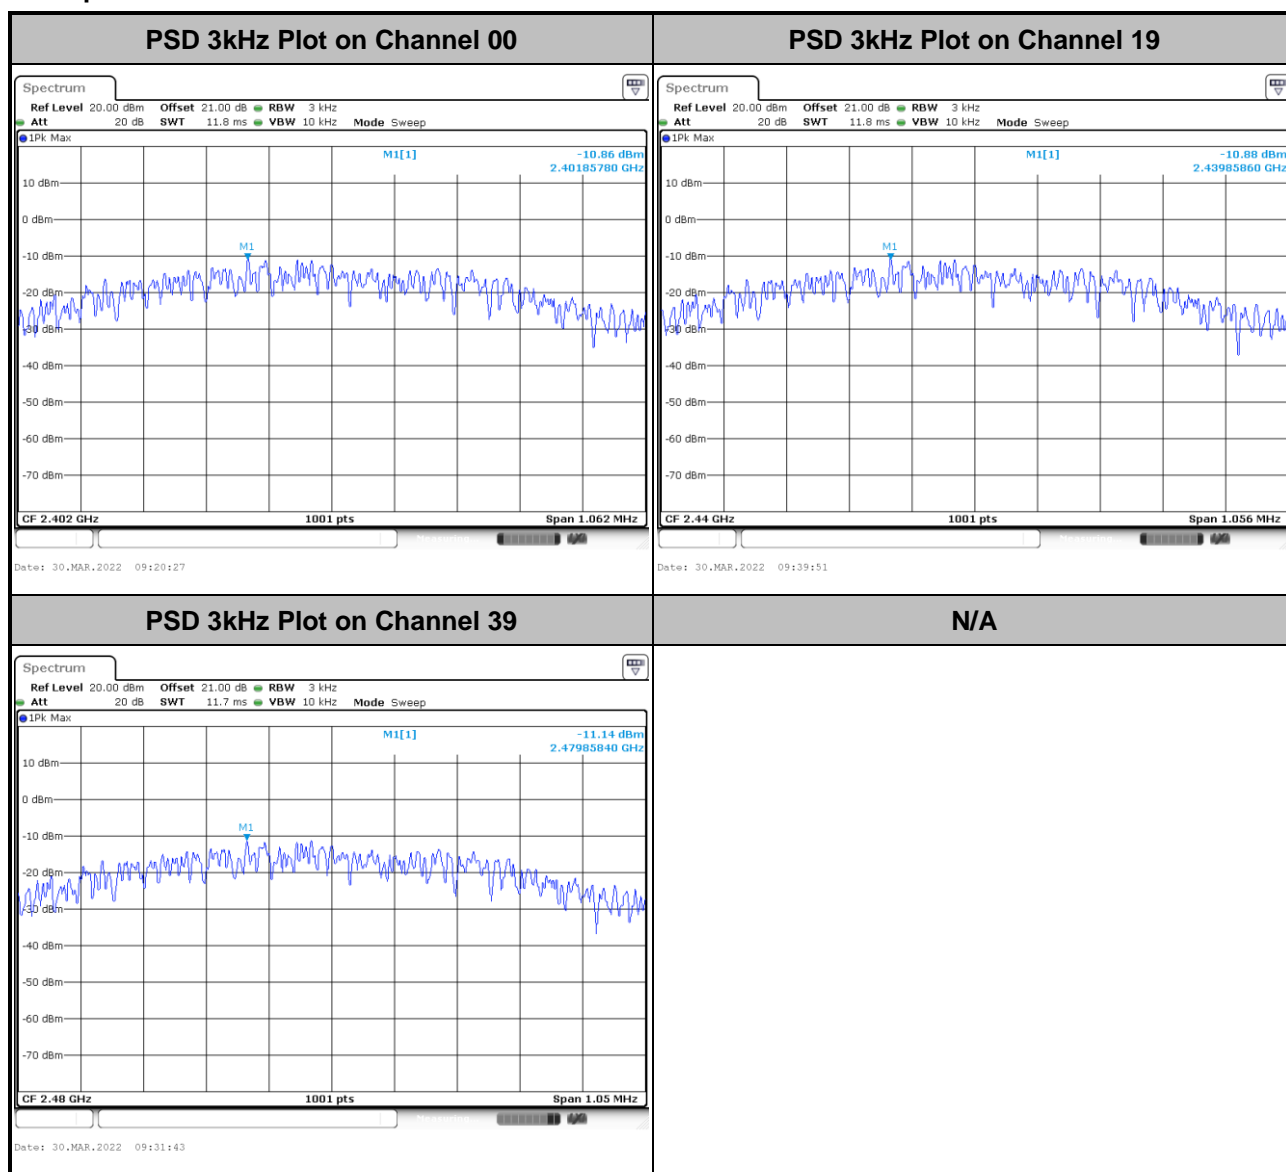 PSD 3kHz Plot on Channel 00
PSD 3kHz Plot on Channel 19
Spectrum
Ref Level 20.00 dBm Offset 21.00 dB RBW 3 kHz
Att 20 dB SWT 11.8 ms VBW 10 kHz Mode Sweep
1Pk Max
M1[1] -10.86 dBm
2.40185780 GHz
10 dBm
0 dBm
M1
-10 dBm
-20 dBm
-30 dBm
-40 dBm
-50 dBm
-60 dBm
-70 dBm
CF 2.402 GHz 1001 pts Span 1.062 MHz
Measuring
Date: 30.MAR.2022 09:20:27
Spectrum
Ref Level 20.00 dBm Offset 21.00 dB RBW 3 kHz
Att 20 dB SWT 11.8 ms VBW 10 kHz Mode Sweep
1Pk Max
M1[1] -10.88 dBm
2.43985860 GHz
10 dBm
0 dBm
M1
-10 dBm
-20 dBm
-30 dBm
-40 dBm
-50 dBm
-60 dBm
-70 dBm
CF 2.44 GHz 1001 pts Span 1.056 MHz
Measuring
Date: 30.MAR.2022 09:39:51
PSD 3kHz Plot on Channel 39
N/A
Spectrum
Ref Level 20.00 dBm Offset 21.00 dB RBW 3 kHz
Att 20 dB SWT 11.7 ms VBW 10 kHz Mode Sweep
1Pk Max
M1[1] -11.14 dBm
2.47985840 GHz
10 dBm
0 dBm
M1
-10 dBm
-20 dBm
-30 dBm
-40 dBm
-50 dBm
-60 dBm
-70 dBm
CF 2.48 GHz 1001 pts Span 1.05 MHz
Measuring
Date: 30.MAR.2022 09:31:43